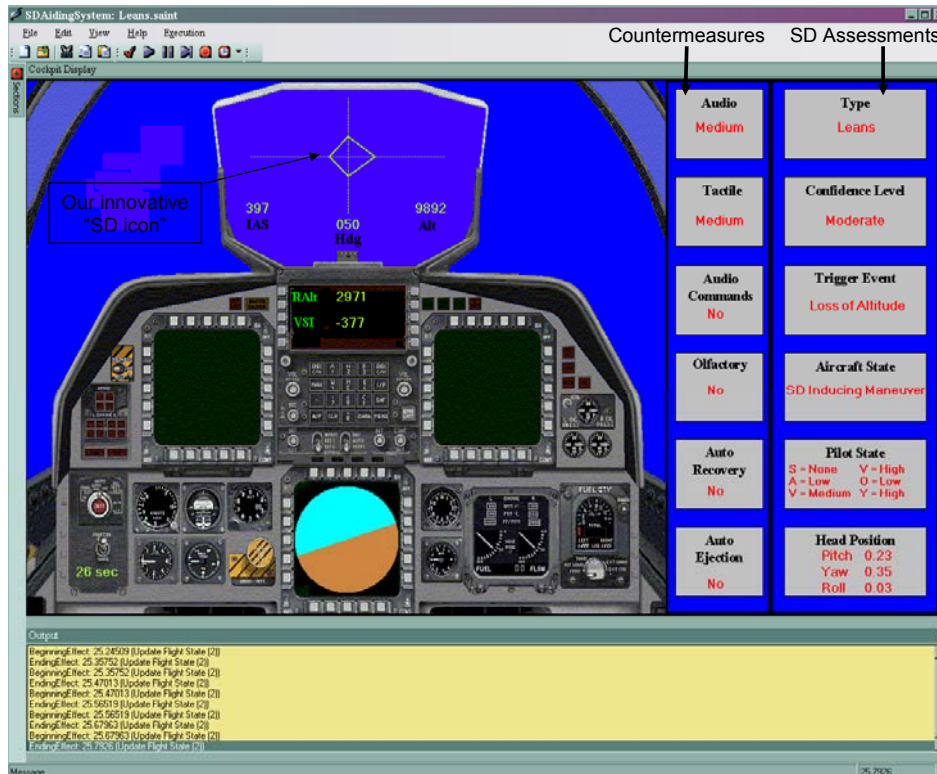 SDAidingSystem: Leans.saint
File Edit View Help Execution
Countermeasures SD Assessments
Cockpit Display
Sections
Our innovative
“SD icon”
397
IAS
050
Hdg
9892
Alt
RAlt 2971
VSI -377
26 sec
FUEL QTY
FUEL FLOW
Audio
Medium
Tactile
Medium
Audio
Commands
No
Olfactory
No
Auto
Recovery
No
Auto
Ejection
No
Type
Leans
Confidence Level
Moderate
Trigger Event
Loss of Altitude
Aircraft State
SD Inducing Maneuver
Pilot State
S = None V = High
A = Low O = Low
V = Medium Y = High
Head Position
Pitch 0.23
Yaw 0.35
Roll 0.03
Output
BeginningEffect: 25.24509 (Update Flight State (2))
EndingEffect: 25.35752 (Update Flight State (2))
BeginningEffect: 25.35752 (Update Flight State (2))
EndingEffect: 25.47013 (Update Flight State (2))
BeginningEffect: 25.47013 (Update Flight State (2))
EndingEffect: 25.56519 (Update Flight State (2))
BeginningEffect: 25.56519 (Update Flight State (2))
EndingEffect: 25.67963 (Update Flight State (2))
BeginningEffect: 25.67963 (Update Flight State (2))
EndingEffect: 25.7926 (Update Flight State (2))
Message
25.7926